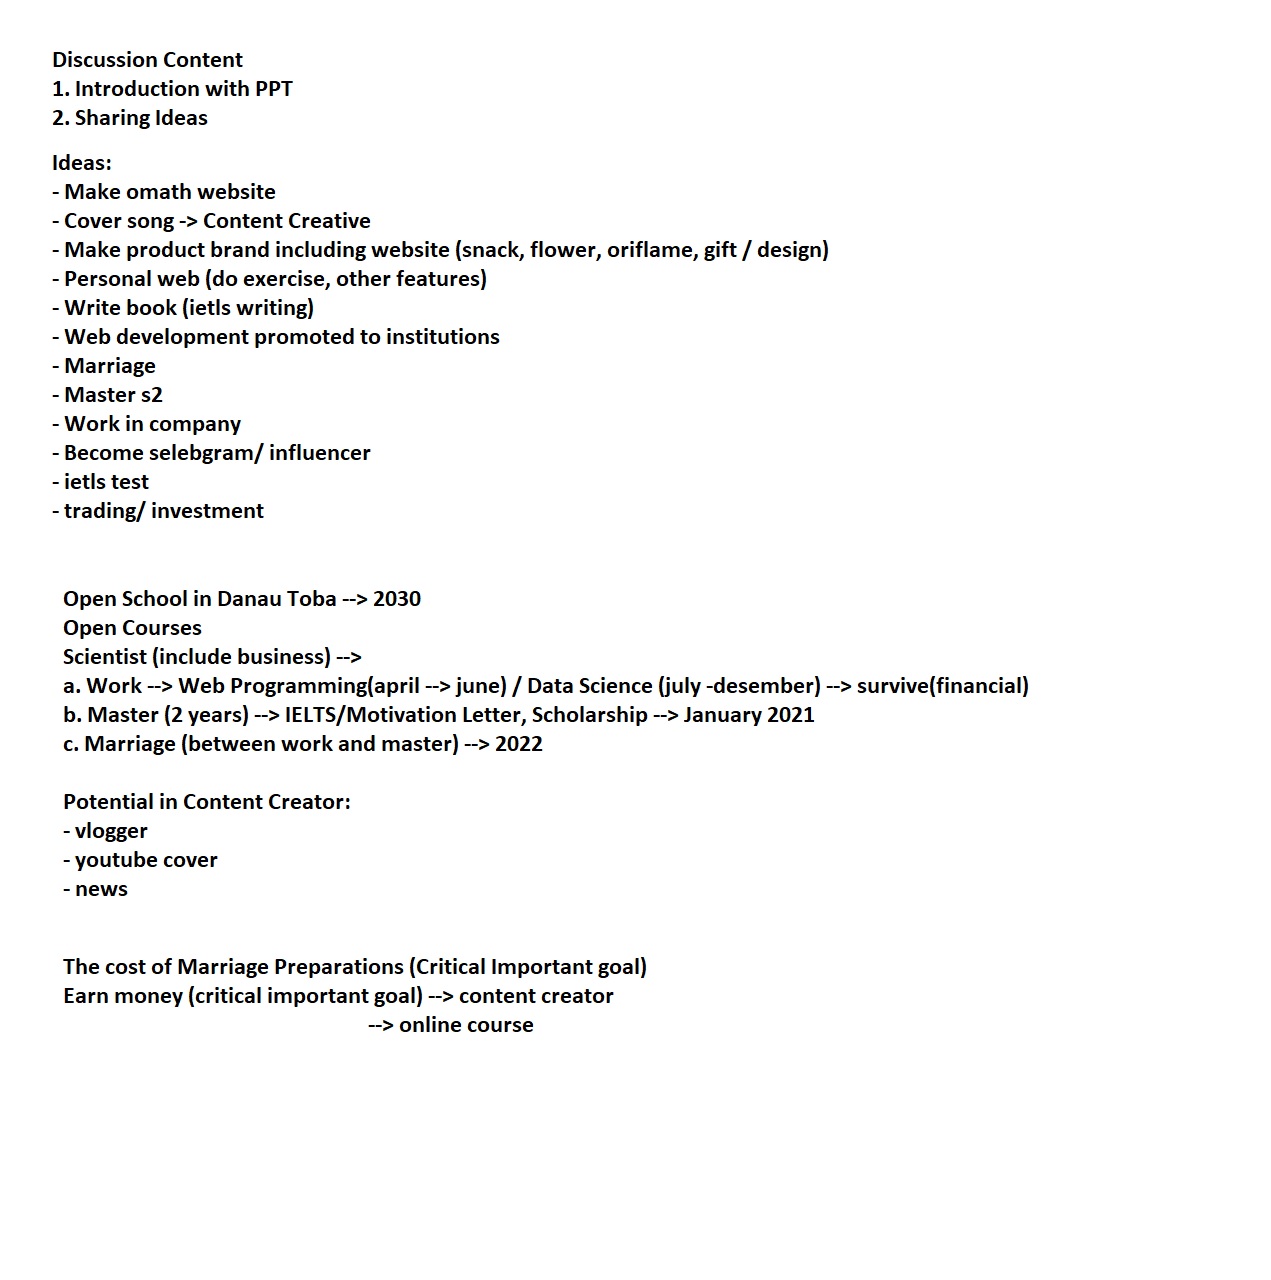 Discussion Content
1. Introduction with PPT
2. Sharing Ideas
Ideas:
- Make omath website
- Cover song -> Content Creative
- Make product brand including website (snack, flower, oriflame, gift / design)
- Personal web (do exercise, other features)
- Write book (ietls writing)
- Web development promoted to institutions
- Marriage
- Master s2
- Work in company
- Become selebgram/ influencer
- ietls test
- trading/ investment
Open School in Danau Toba --> 2030
Open Courses
Scientist (include business) -->
a. Work --> Web Programming(april --> june) / Data Science (july -desember) --> survive(financial)
b. Master (2 years) --> IELTS/Motivation Letter, Scholarship --> January 2021
c. Marriage (between work and master) --> 2022
Potential in Content Creator:
- vlogger
- youtube cover
- news
The cost of Marriage Preparations (Critical Important goal)
Earn money (critical important goal) --> content creator
--> online course